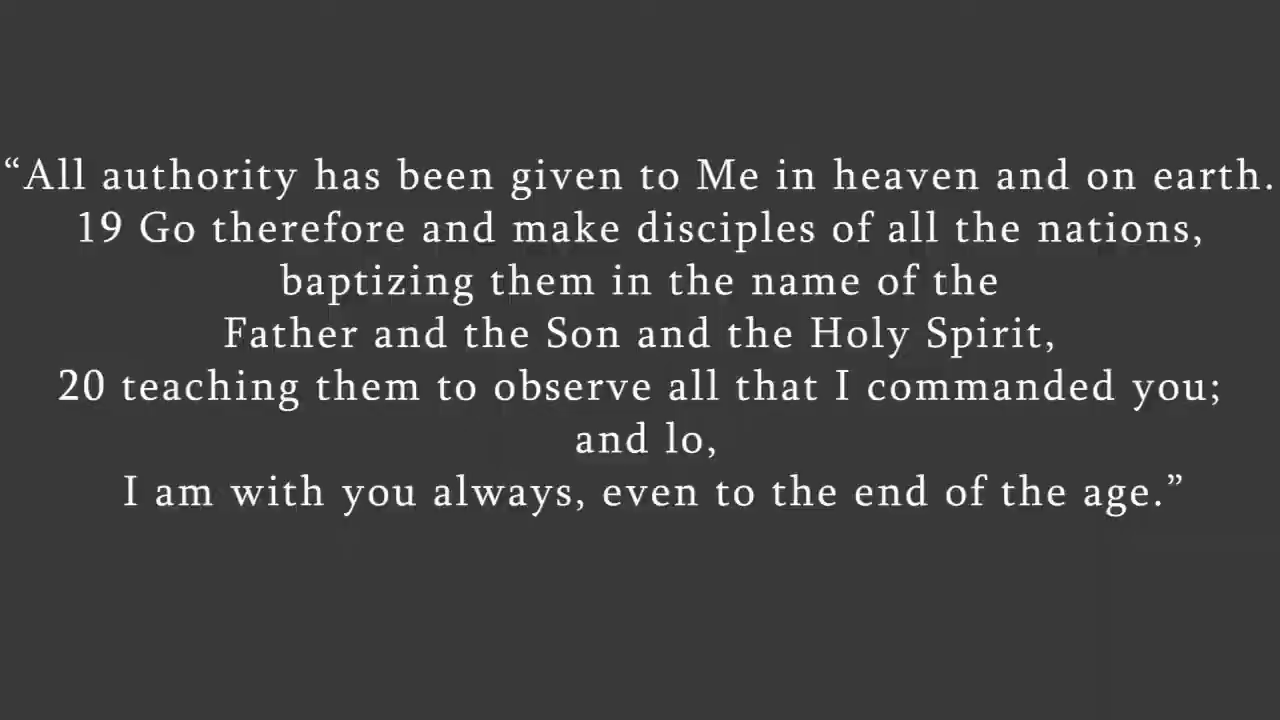 “All authority has been given to Me in heaven and on earth.
19 Go therefore and make disciples of all the nations,
baptizing them in the name of the
Father and the Son and the Holy Spirit,
20 teaching them to observe all that I commanded you;
and lo,
I am with you always, even to the end of the age.”